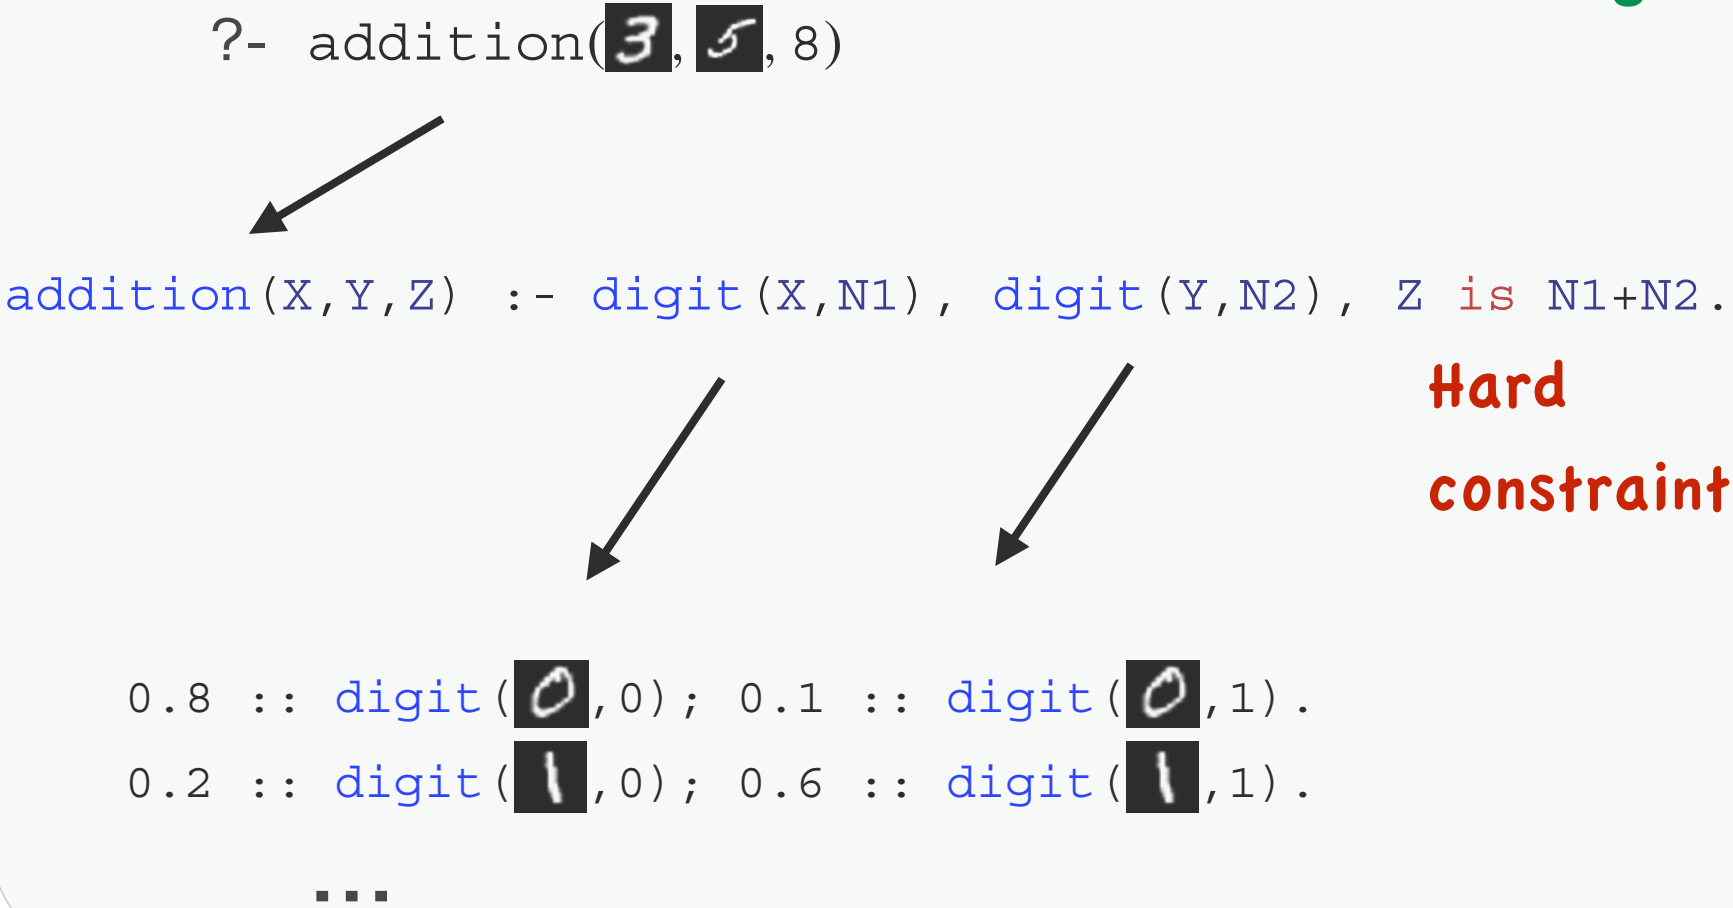 ?- addition(3, 5, 8)
addition(X,Y,Z) :- digit(X,N1), digit(Y,N2), Z is N1+N2.
Hard
constraint
0.8 :: digit(0,0); 0.1 :: digit(0,1).
0.2 :: digit(1,0); 0.6 :: digit(1,1).
...